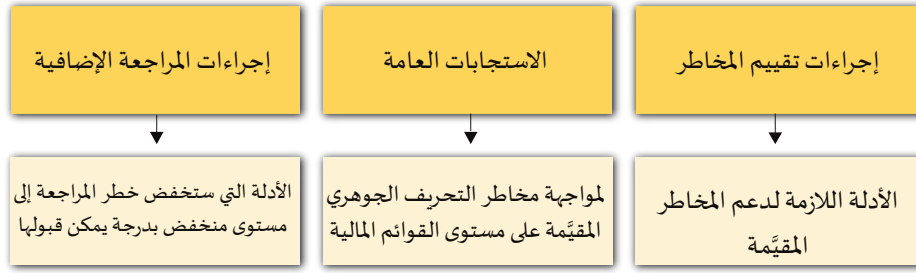 إجراءات تقييم المخاطر
الاستجابات العامة
إجراءات المراجعة الإضافية
الأدلة اللازمة لدعم المخاطر
المقيَّمة
لمواجهة مخاطر التحريف الجوهري
المقيَّمة على مستوى القوائم المالية
الأدلة التي ستخفض خطر المراجعة إلى
مستوى منخفض بدرجة يمكن قبولها